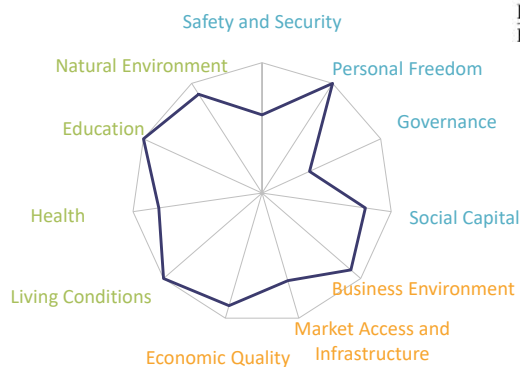 Safety and Security
Natural Environment
Personal Freedom
Education
Governance
Health
Social Capital
Living Conditions
Business Environment
Market Access and
Infrastructure
Economic Quality